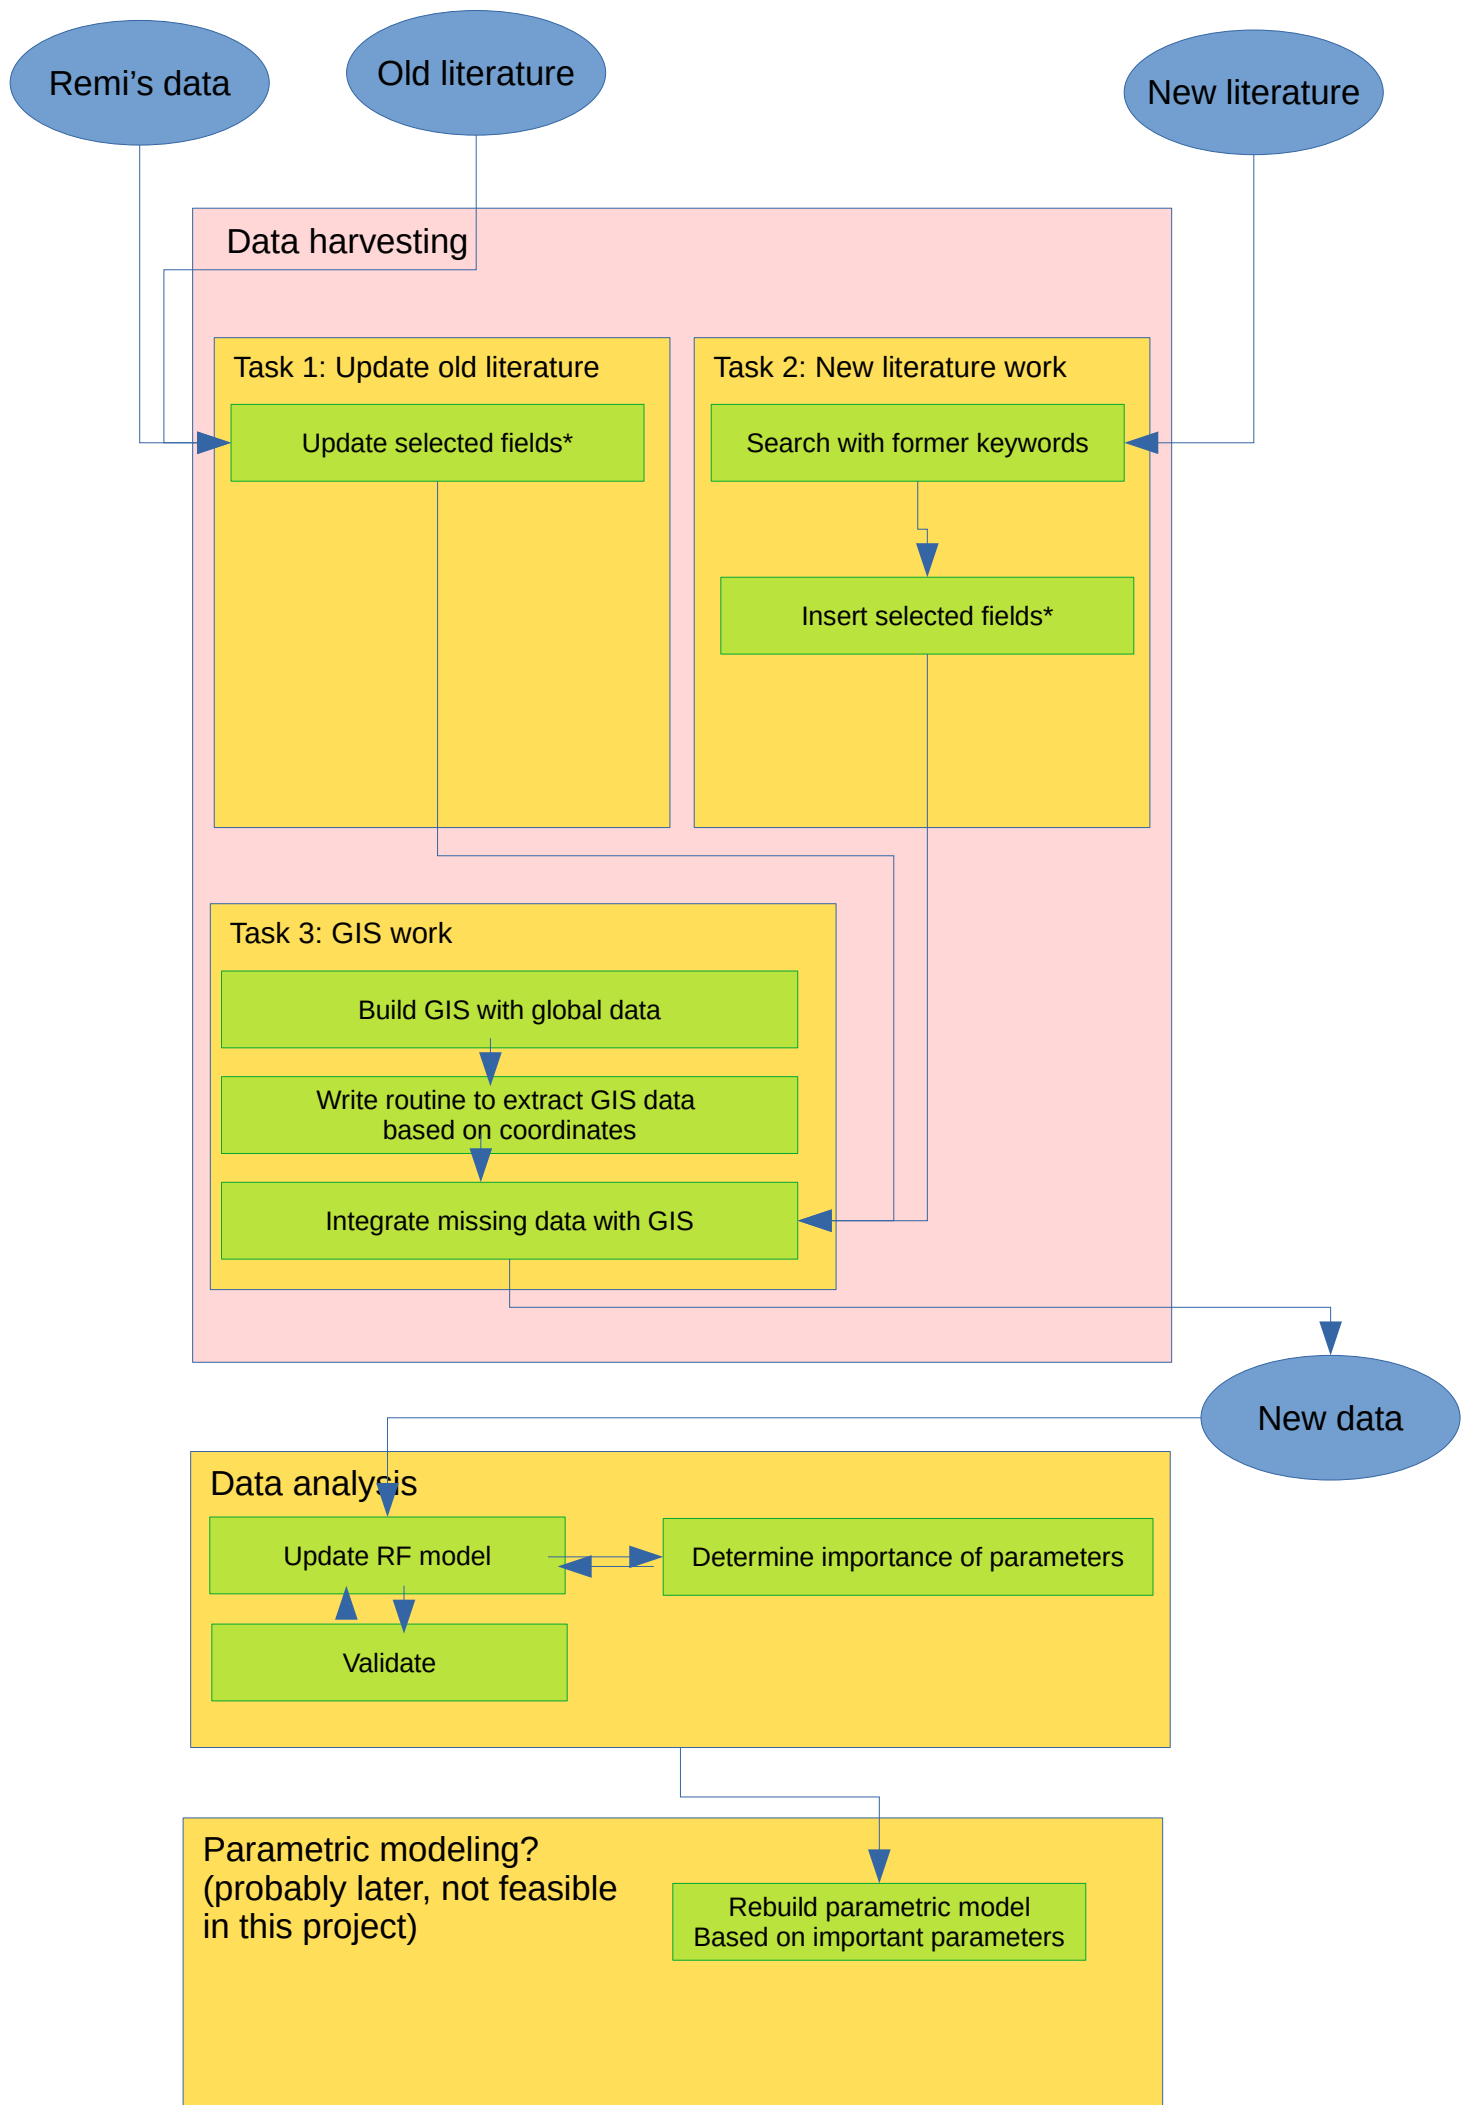 Remi’s data
Old literature
New literature
Data harvesting
Task 1: Update old literature
Update selected fields*
Task 2: New literature work
Search with former keywords
Insert selected fields*
Task 3: GIS work
Build GIS with global data
Write routine to extract GIS data
based on coordinates
Integrate missing data with GIS
New data
Data analysis
Update RF model
Determine importance of parameters
Validate
Parametric modeling?
(probably later, not feasible
in this project)
Rebuild parametric model
Based on important parameters